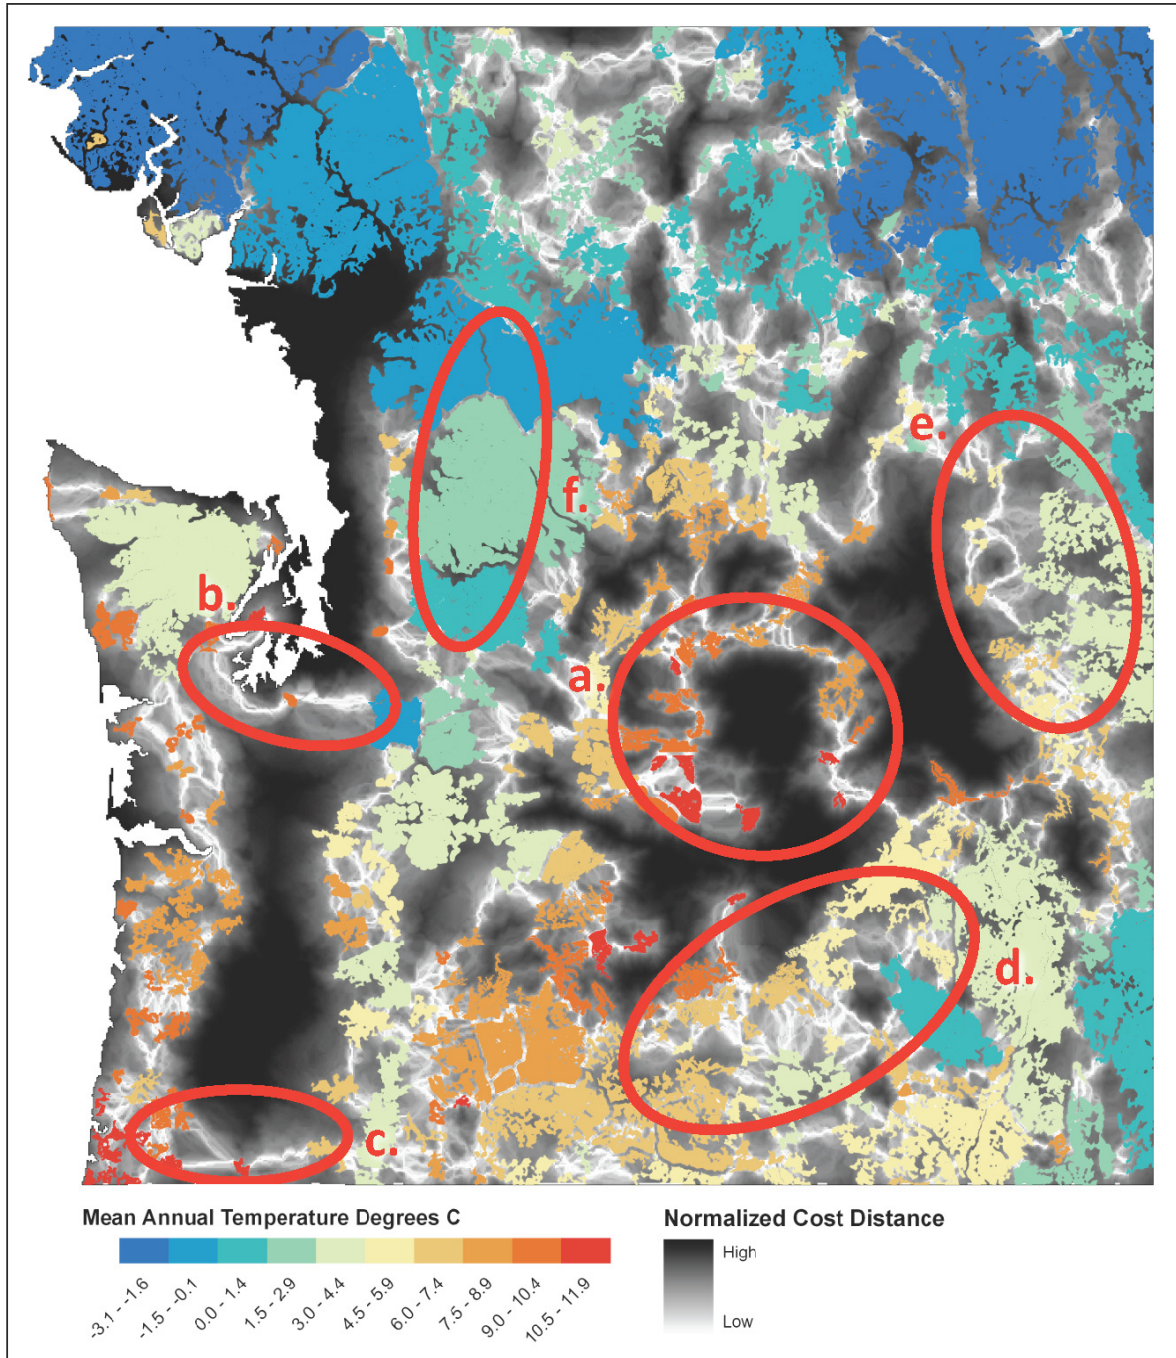 e.
f.
b.
a.
d.
c.
Mean Annual Temperature Degrees C
-3.1 - -1.6
-1.5 - -0.1
0.0 - 1.4
1.5 - 2.9
3.0 - 4.4
4.5 - 5.9
6.0 - 7.4
7.5 - 8.9
9.0 - 10.4
10.5 - 11.9
Normalized Cost Distance
High
Low